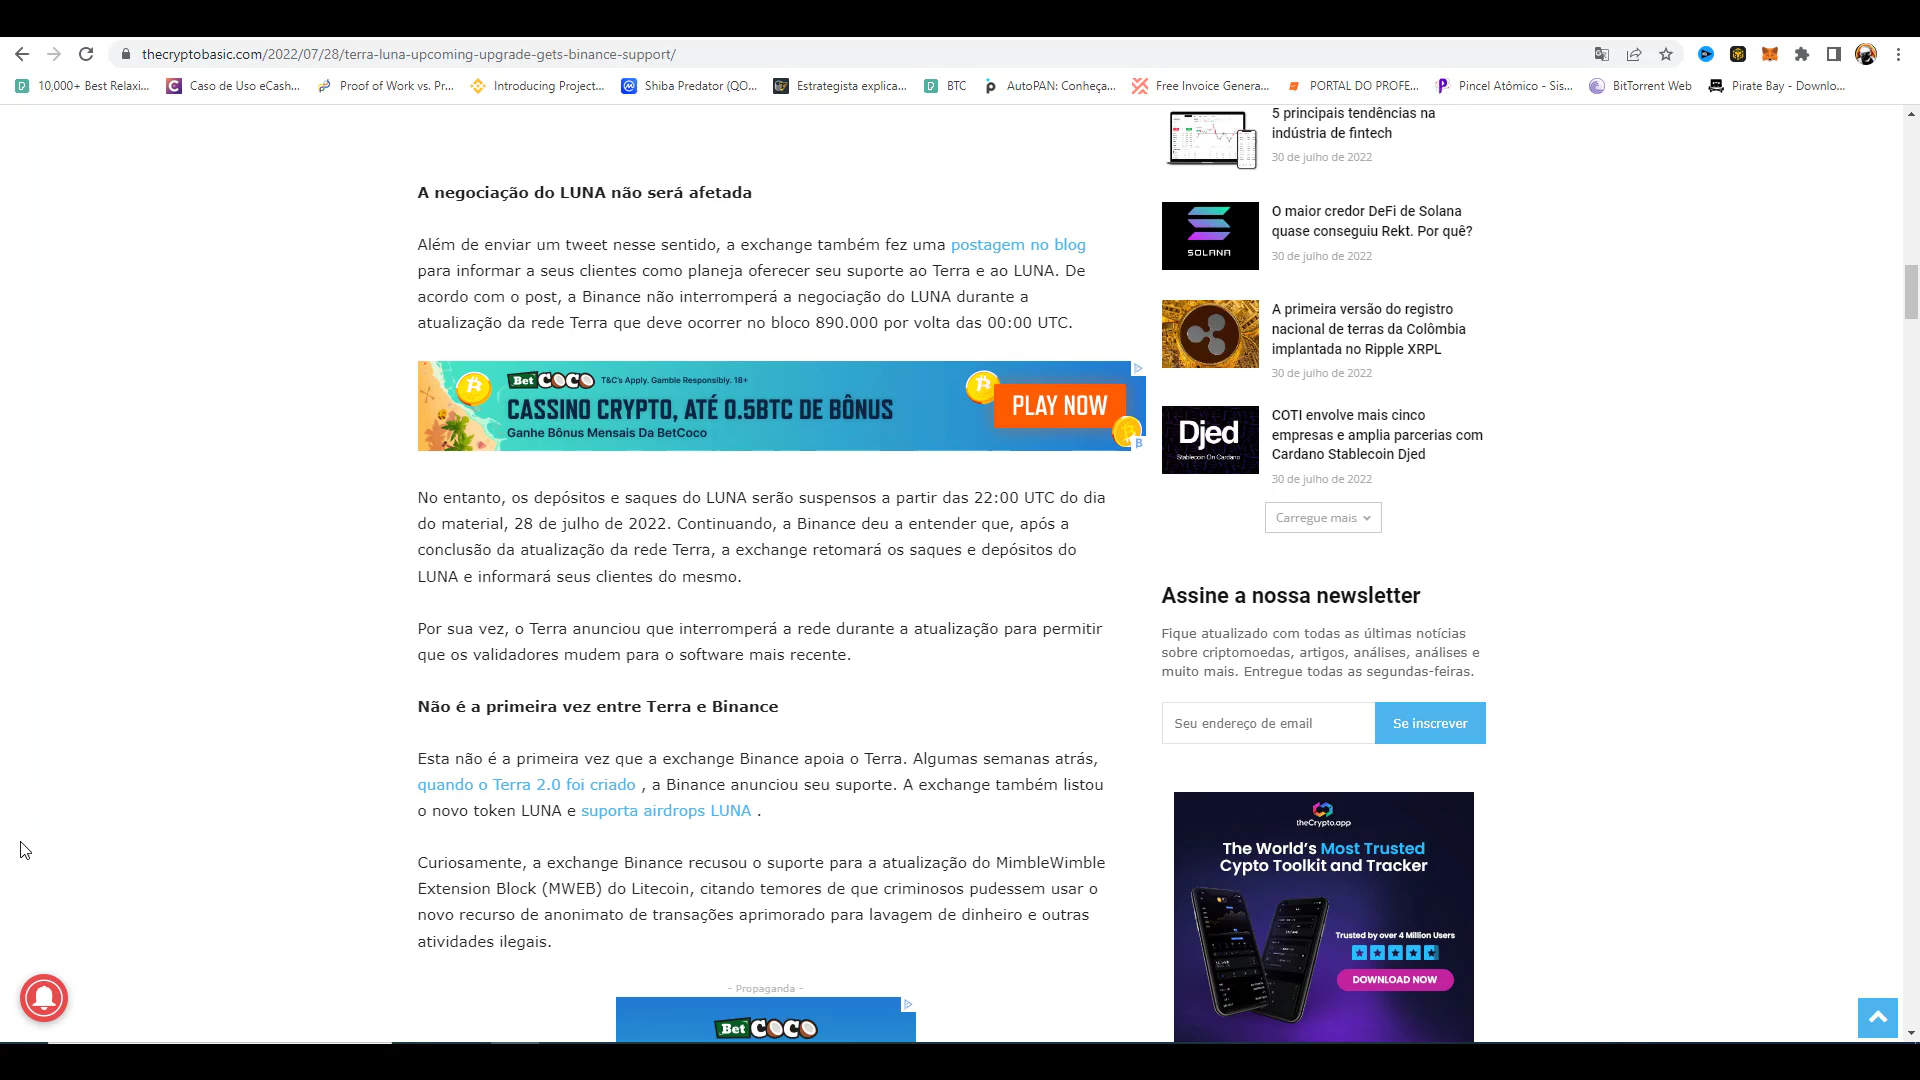 thecryptobasic.com/2022/07/28/terra-luna-upcoming-upgrade-gets-binance-support/
10,000+ Best Relaxi...
Caso de Uso eCash...
Proof of Work vs. Pr...
Introducing Project...
Shiba Predator (QO...
Estrategista explica...
BTC
AutoPAN: Conheça...
Free Invoice Genera...
PORTAL DO PROFE...
Pincel Atômico - Sis...
BitTorrent Web
Pirate Bay - Downlo...
A negociação do LUNA não será afetada
Além de enviar um tweet nesse sentido, a exchange também fez uma postagem no blog
para informar a seus clientes como planeja oferecer seu suporte ao Terra e ao LUNA. De
acordo com o post, a Binance não interromperá a negociação do LUNA durante a
atualização da rede Terra que deve ocorrer no bloco 890.000 por volta das 00:00 UTC.
Bet COCO T&C's Apply. Gamble Responsibly. 18+
CASSINO CRYPTO, ATÉ 0.5BTC DE BÔNUS
Ganhe Bônus Mensais Da BetCoco
PLAY NOW
No entanto, os depósitos e saques do LUNA serão suspensos a partir das 22:00 UTC do dia
do material, 28 de julho de 2022. Continuando, a Binance deu a entender que, após a
conclusão da atualização da rede Terra, a exchange retomará os saques e depósitos do
LUNA e informará seus clientes do mesmo.
Por sua vez, o Terra anunciou que interromperá a rede durante a atualização para permitir
que os validadores mudem para o software mais recente.
Não é a primeira vez entre Terra e Binance
Esta não é a primeira vez que a exchange Binance apoia o Terra. Algumas semanas atrás,
quando o Terra 2.0 foi criado , a Binance anunciou seu suporte. A exchange também listou
o novo token LUNA e suporta airdrops LUNA .
Curiosamente, a exchange Binance recusou o suporte para a atualização do MimbleWimble
Extension Block (MWEB) do Litecoin, citando temores de que criminosos pudessem usar o
novo recurso de anonimato de transações aprimorado para lavagem de dinheiro e outras
atividades ilegais.
- Propaganda -
Bet COCO
5 principais tendências na
indústria de fintech
30 de julho de 2022
SOLANA
O maior credor DeFi de Solana
quase conseguiu Rekt. Por quê?
30 de julho de 2022
A primeira versão do registro
nacional de terras da Colômbia
implantada no Ripple XRPL
30 de julho de 2022
Djed
Stablecoin On Cardano
COTI envolve mais cinco
empresas e amplia parcerias com
Cardano Stablecoin Djed
30 de julho de 2022
Carregue mais
Assine a nossa newsletter
Fique atualizado com todas as últimas notícias
sobre criptomoedas, artigos, análises, análises e
muito mais. Entregue todas as segundas-feiras.
Seu endereço de email
Se inscrever
theCrypto.app
The World's Most Trusted
Cypto Toolkit and Tracker
Trusted by over 4 Million Users
DOWNLOAD NOW